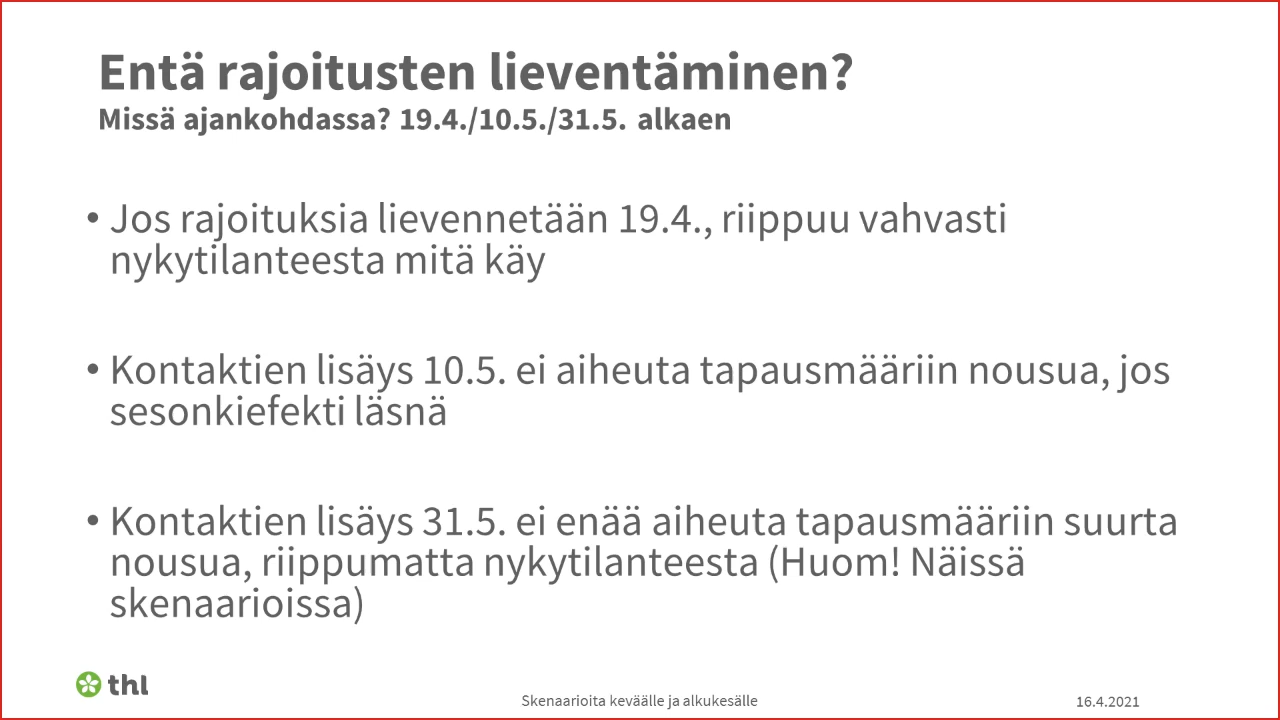 Entä rajoitusten lieventäminen?
Missä ajankohdassa? 19.4./10.5./31.5. alkaen
• Jos rajoituksia lievennetään 19.4., riippuu vahvasti
nykytilanteesta mitä käy
• Kontaktien lisäys 10.5. ei aiheuta tapausmääriin nousua, jos
sesonkiefekti läsnä
• Kontaktien lisäys 31.5. ei enää aiheuta tapausmääriin suurta
nousua, riippumatta nykytilanteesta (Huom! Näissä
skenaarioissa)
thl
Skenaarioita keväälle ja alkukesälle
16.4.2021